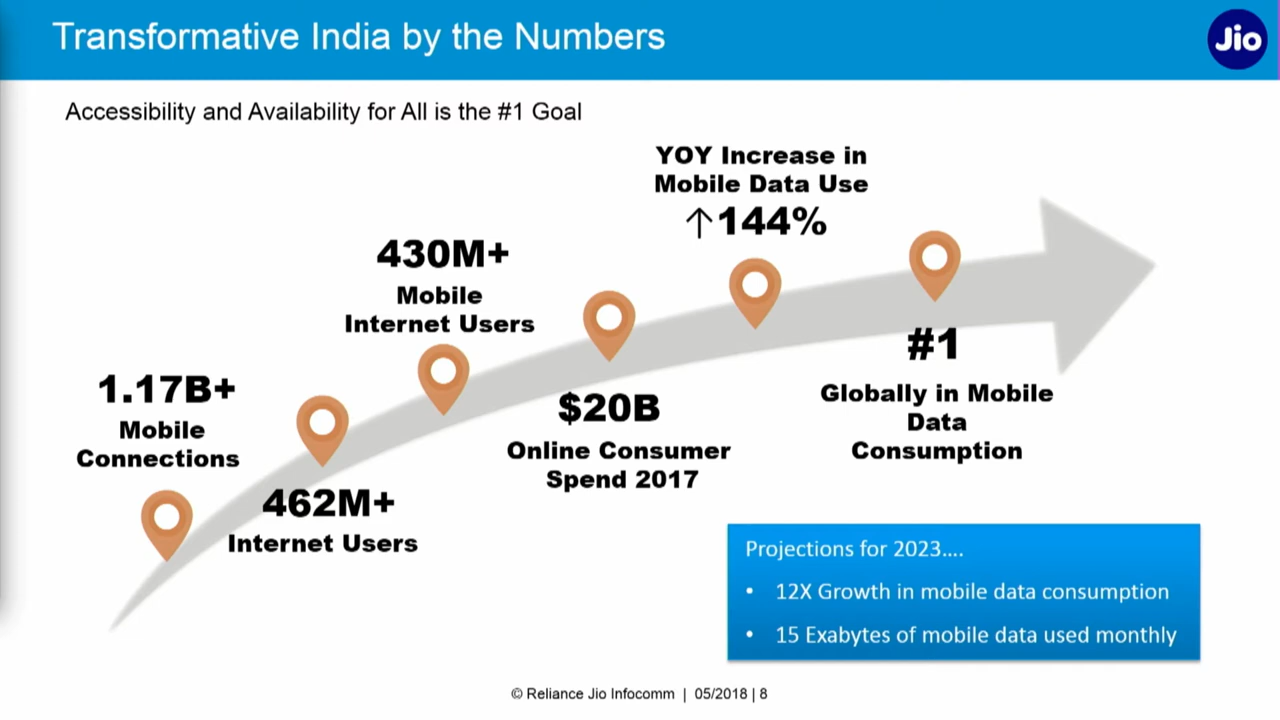 Transformative India by the Numbers
Jio
Accessibility and Availability for All is the #1 Goal
1.17B+
Mobile
Connections
462M+
Internet Users
430M+
Mobile
Internet Users
$20B
Online Consumer
Spend 2017
YOY Increase in
Mobile Data Use
↑144%
#1
Globally in Mobile
Data
Consumption
Projections for 2023....
• 12X Growth in mobile data consumption
• 15 Exabytes of mobile data used monthly
© Reliance Jio Infocomm | 05/2018 | 8